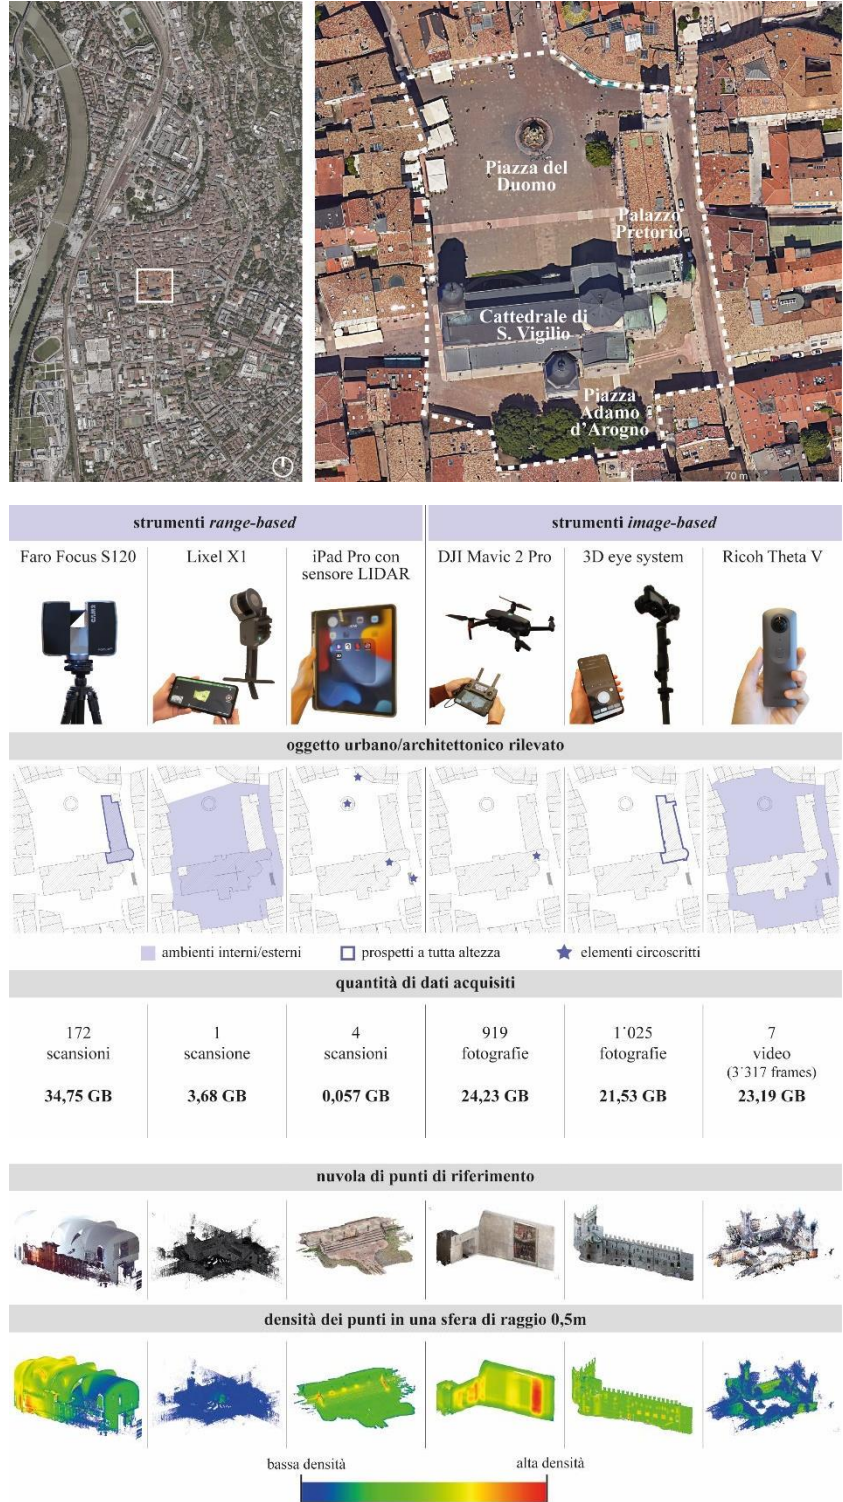 Piazza del
Duomo
Palazzo
Pretorio
Cattedrale di
S. Vigilio
Piazza
Adamo
d'Arogno
70 m
strumenti range-based
strumenti image-based
Faro Focus S120
Lixel X1
iPad Pro con
sensore LIDAR
DJI Mavic 2 Pro
3D eye system
Ricoh Theta V
oggetto urbano/architettonico rilevato
ambienti interni/esterni
prospetti a tutta altezza
elementi circoscritti
quantità di dati acquisiti
172
scansioni
34,75 GB
1
scansione
3,68 GB
4
scansioni
0,057 GB
919
fotografie
24,23 GB
1'025
fotografie
21,53 GB
7
video
(3'317 frames)
23,19 GB
nuvola di punti di riferimento
densità dei punti in una sfera di raggio 0,5m
bassa densità
alta densità